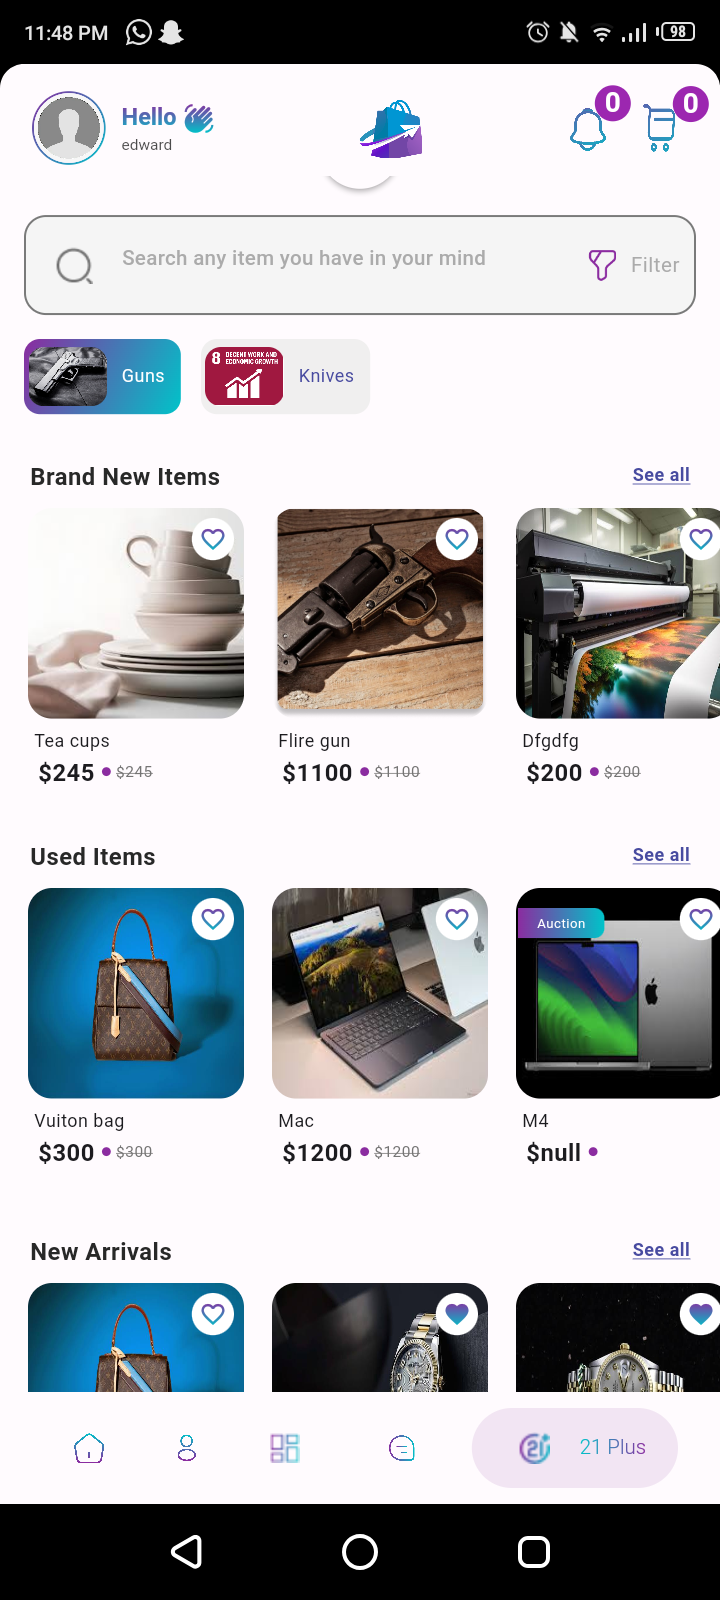 11:48 PM
98
Hello
edward
0
0
Search any item you have in your mind
Filter
Guns
8 DECENT WORK AND
ECONOMIC GROWTH
Knives
Brand New Items
See all
Tea cups
Flire gun
Dfgdfg
$245 $245
$1100 $1100
$200 $200
Used Items
See all
Auction
Vuiton bag
Mac
M4
$300 $300
$1200 $1200
$null
New Arrivals
See all
21
21 Plus